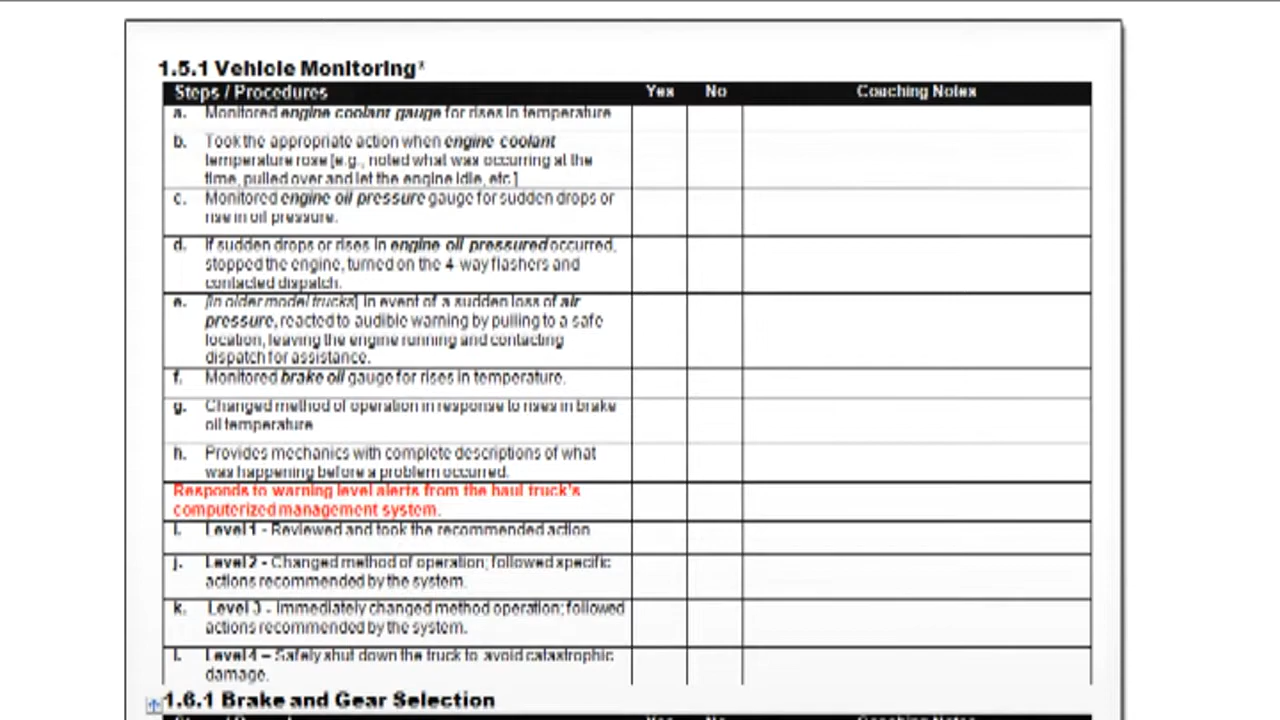 1.5.1 Vehicle Monitoring*
Steps / Procedures Yes No Coaching Notes
a. Monitored engine coolant gauge for rises in temperature
b. Took the appropriate action when engine coolant
temperature rose [e.g., noted what was occurring at the
time, pulled over and let the engine idle, etc.]
c. Monitored engine oil pressure gauge for sudden drops or
rise in oil pressure.
d. If sudden drops or rises in engine oil pressured occurred,
stopped the engine, turned on the 4-way flashers and
contacted dispatch.
e. [In older model trucks] In event of a sudden loss of air
pressure, reacted to audible warning by pulling to a safe
location, leaving the engine running and contacting
dispatch for assistance.
f. Monitored brake oil gauge for rises in temperature.
g. Changed method of operation in response to rises in brake
oil temperature
h. Provides mechanics with complete descriptions of what
was happening before a problem occurred.
Responds to warning level alerts from the haul truck's
computerized management system.
i. Level 1 - Reviewed and took the recommended action
j. Level 2 - Changed method of operation; followed specific
actions recommended by the system.
k. Level 3 - Immediately changed method operation; followed
actions recommended by the system.
l. Level 4 – Safely shut down the truck to avoid catastrophic
damage.
1.6.1 Brake and Gear Selection
Yes No Coaching Notes